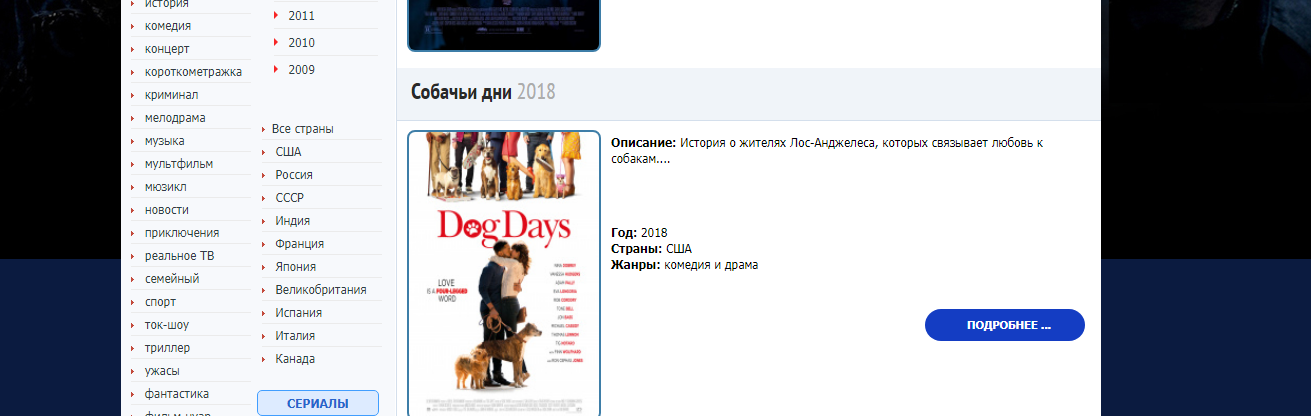 история
комедия
концерт
короткометражка
криминал
мелодрама
музыка
мультфильм
мюзикл
новости
приключения
реальное ТВ
семейный
спорт
ток-шоу
триллер
ужасы
фантастика
фильм-нуар
2011
2010
2009
Все страны
США
Россия
СССР
Индия
Франция
Япония
Великобритания
Испания
Италия
Канада
СЕРИАЛЫ
Собачьи дни 2018
Dog Days
LOVE
IS A FOUR-LEGGED
WORD
Описание: История о жителях Лос-Анджелеса, которых связывает любовь к
собакам....
Год: 2018
Страны: США
Жанры: комедия и драма
ПОДРОБНЕЕ ...